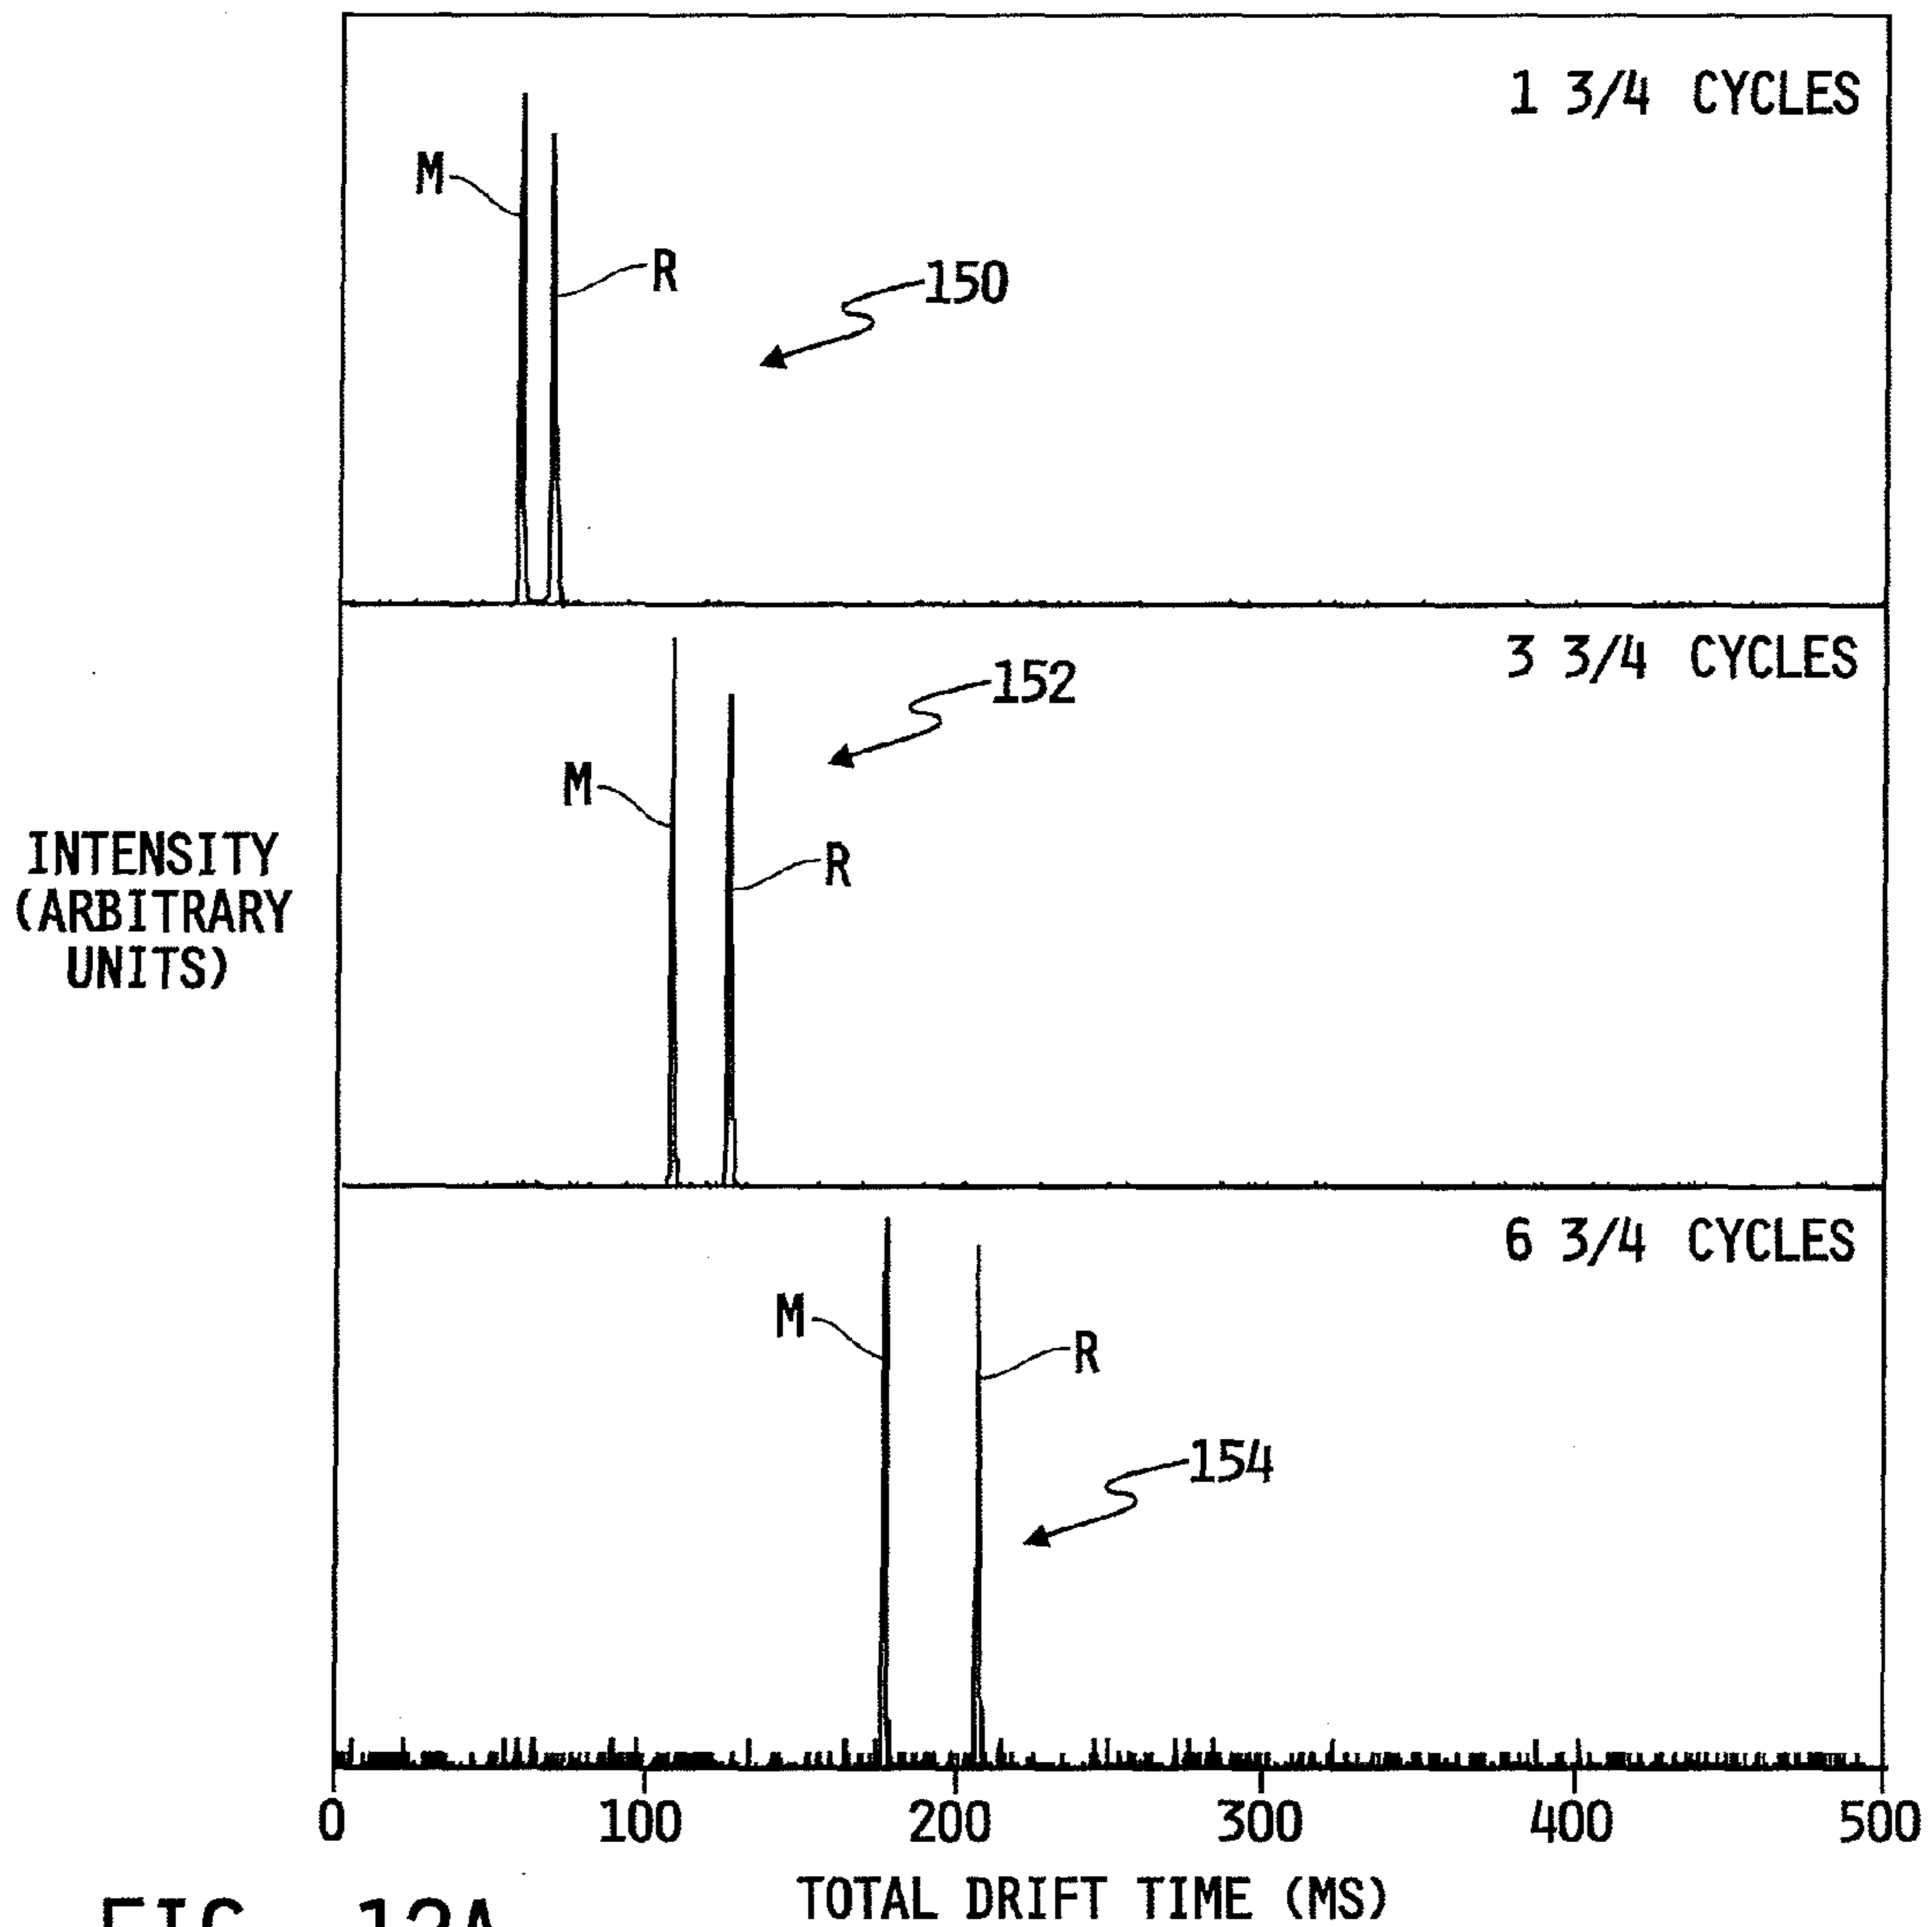 1 3/4 CYCLES
M
R
150
3 3/4 CYCLES
152
M
R
INTENSITY
(ARBITRARY
UNITS)
6 3/4 CYCLES
M
R
154
0 100 200 300 400 500
TOTAL DRIFT TIME (MS)